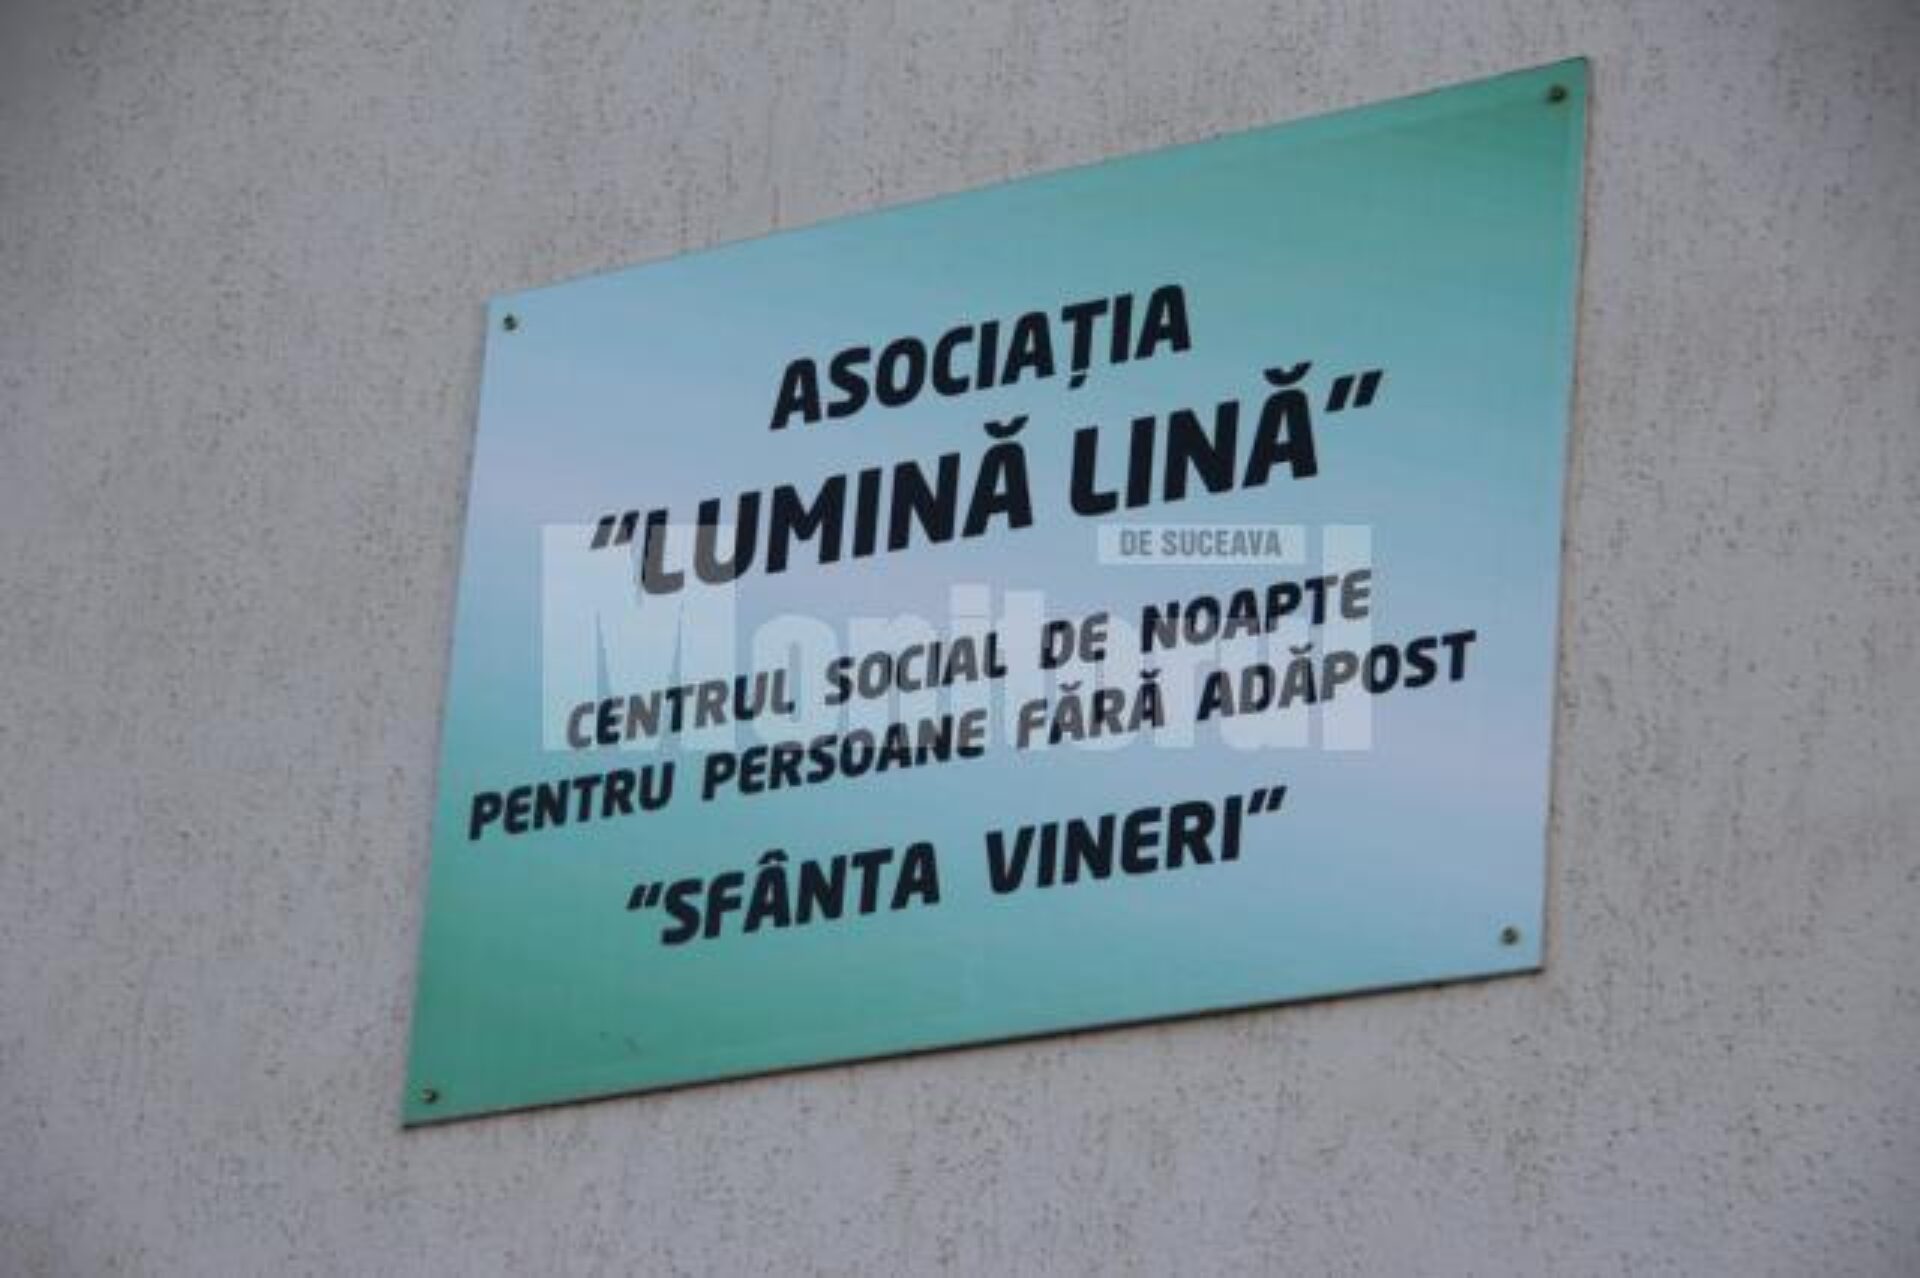 ASOCIAȚIA
"LUMINĂ LINĂ"
DE SUCEAVA
Monitorul
CENTRUL SOCIAL DE NOAPTE
PENTRU PERSOANE FĂRĂ ADĂPOST
"SFÂNTA VINERI"